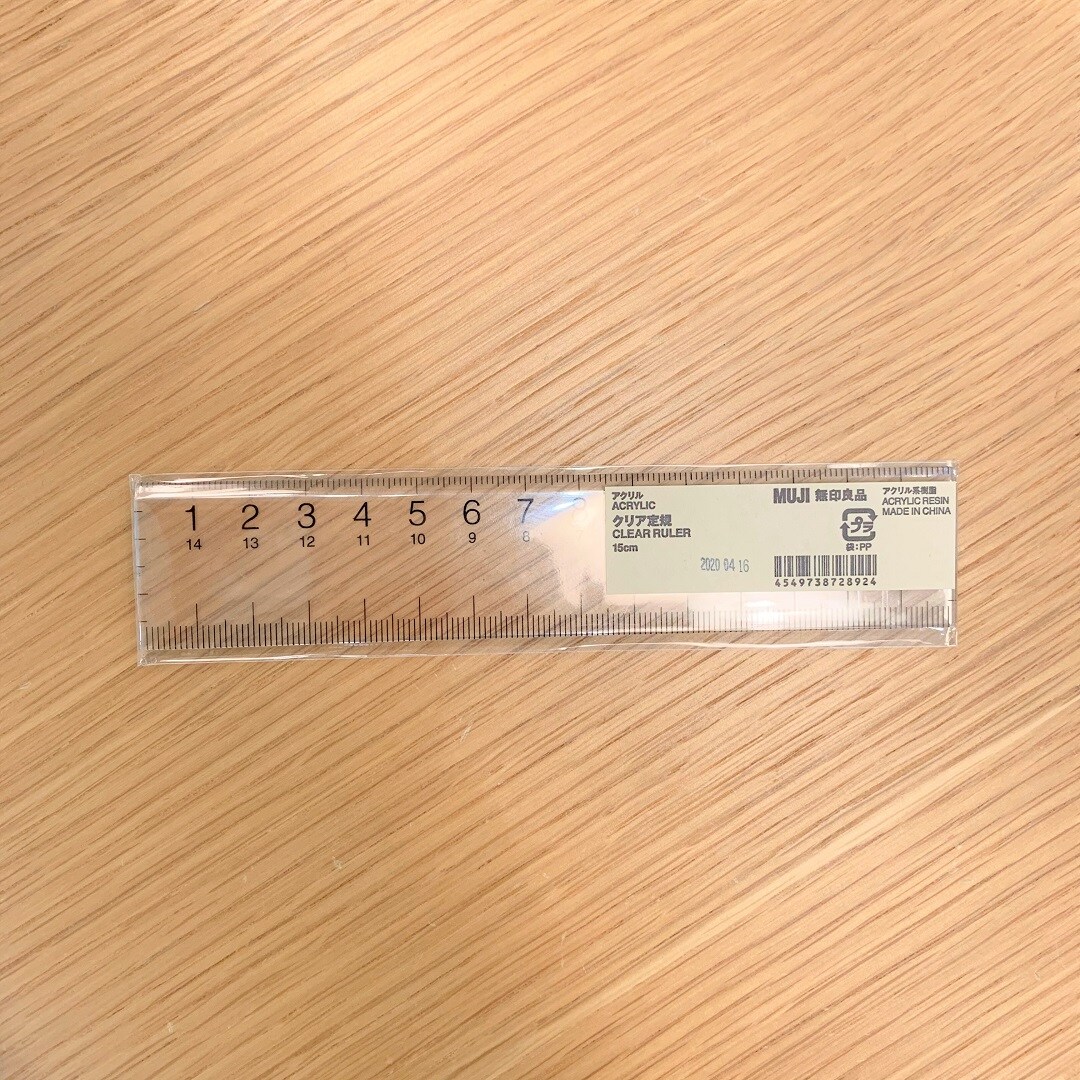 1 2 3 4 5 6 7
14 13 12 11 10 9 8
アクリル
ACRYLIC
クリア定規
CLEAR RULER
15cm
2020 04 16
MUJI 無印良品
プラ
袋:PP
4549738728924
アクリル系樹脂
ACRYLIC RESIN
MADE IN CHINA